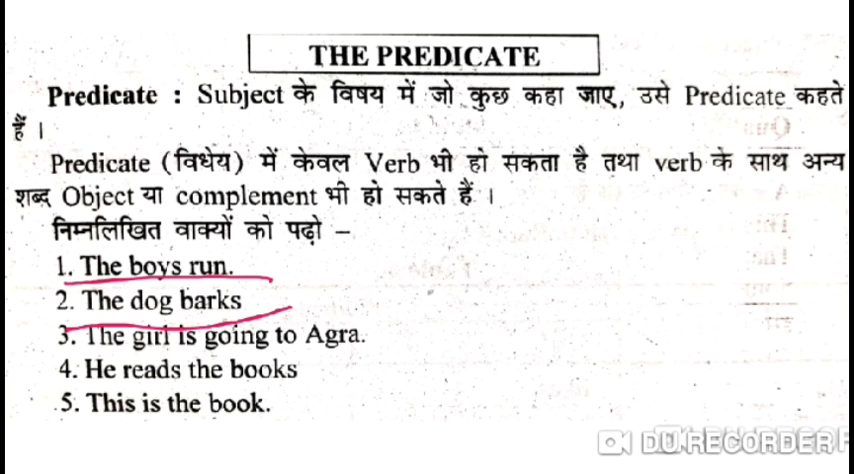 THE PREDICATE
Predicate : Subject के विषय में जो कुछ कहा जाए, उसे Predicate कहते
हैं ।
Predicate (विधेय) में केवल Verb भी हो सकता है तथा verb के साथ अन्य
शब्द Object या complement भी हो सकते हैं ।
निम्नलिखित वाक्यों को पढ़ो –
1. The boys run.
2. The dog barks
3. The girl is going to Agra.
4. He reads the books
5. This is the book.
DU RECORDER